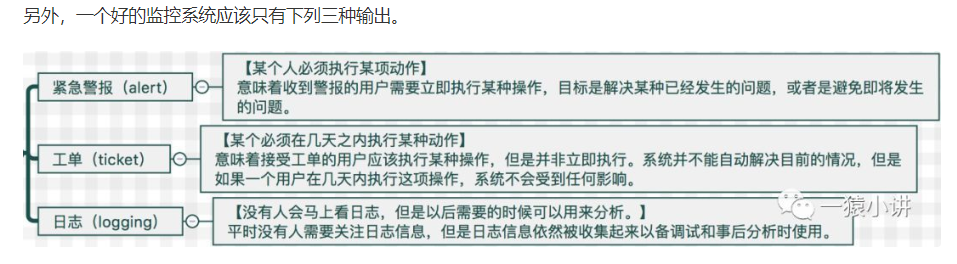 另外，一个好的监控系统应该只有下列三种输出。
紧急警报（alert）
【某个人必须执行某项动作】
意味着收到警报的用户需要立即执行某种操作，目标是解决某种已经发生的问题，或者是避免即将发生
的问题。
工单（ticket）
【某个必须在几天之内执行某种动作】
意味着接受工单的用户应该执行某种操作，但是并非立即执行。系统并不能自动解决目前的情况，但是
如果一个用户在几天内执行这项操作，系统不会受到任何影响。
日志（logging）
【没有人会马上看日志，但是以后需要的时候可以用来分析。】
平时没有人需要关注日志信息，但是日志信息依然被收集起来以备调试和事后分析时使用。
一猿小讲